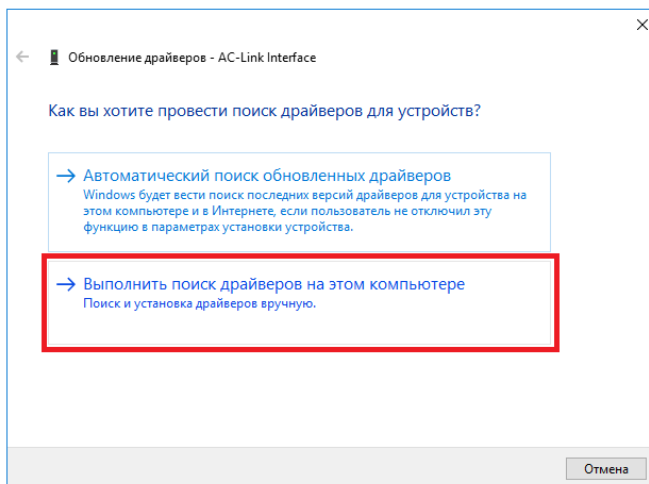 Обновление драйверов - AC-Link Interface
Как вы хотите провести поиск драйверов для устройств?
Автоматический поиск обновленных драйверов
Windows будет вести поиск последних версий драйверов для устройства на
этом компьютере и в Интернете, если пользователь не отключил эту
функцию в параметрах установки устройства.
Выполнить поиск драйверов на этом компьютере
Поиск и установка драйверов вручную.
Отмена